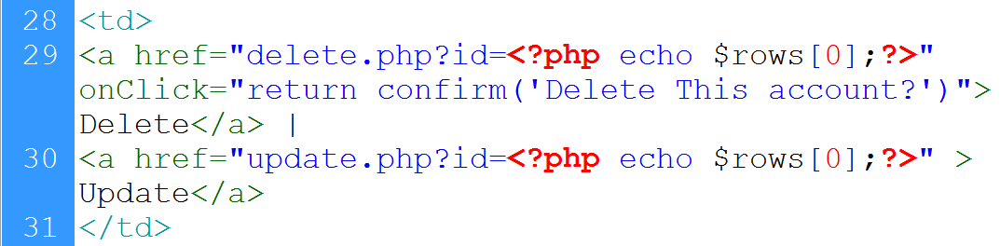 28 <td>
29 <a href="delete.php?id=<?php echo $rows[0];?>"
onClick="return confirm('Delete This account?')">
Delete</a> |
30 <a href="update.php?id=<?php echo $rows[0];?>" >
Update</a>
31 </td>